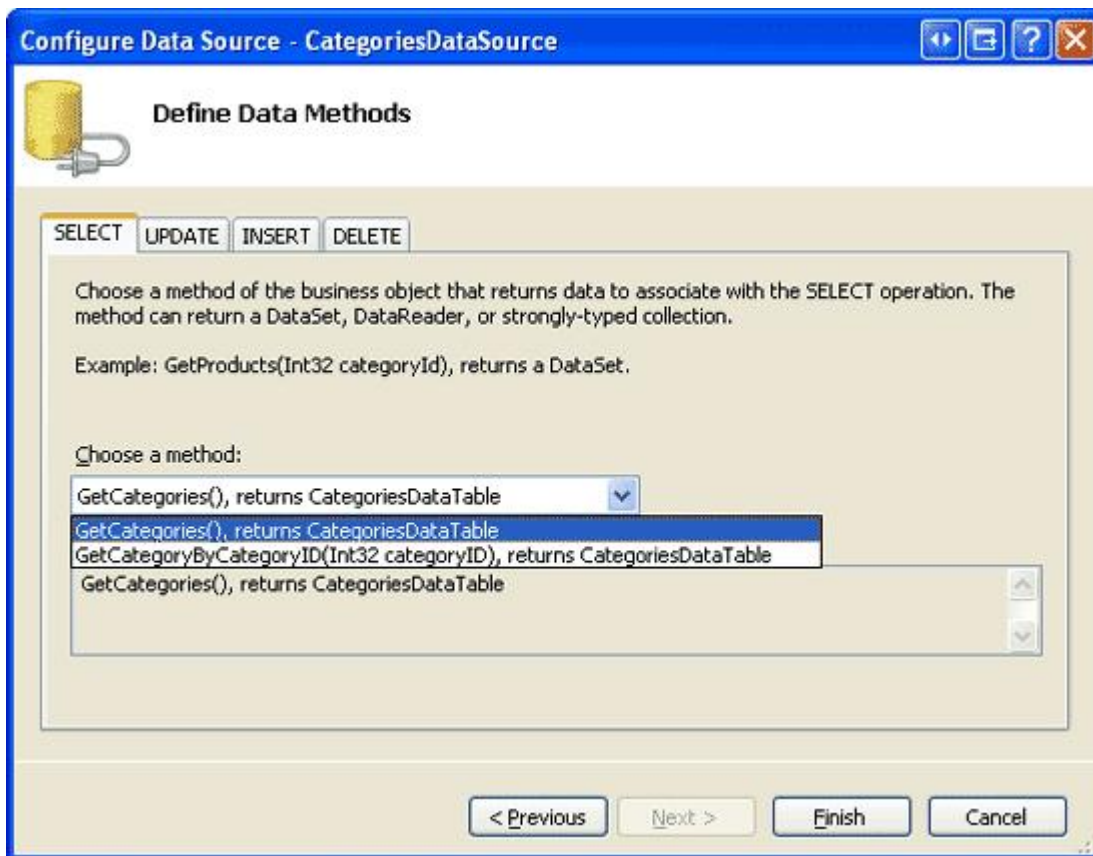 Configure Data Source - CategoriesDataSource
Define Data Methods
SELECT UPDATE INSERT DELETE
Choose a method of the business object that returns data to associate with the SELECT operation. The
method can return a DataSet, DataReader, or strongly-typed collection.
Example: GetProducts(Int32 categoryId), returns a DataSet.
Choose a method:
GetCategories(), returns CategoriesDataTable
GetCategories(), returns CategoriesDataTable
GetCategoryByCategoryID(Int32 categoryID), returns CategoriesDataTable
GetCategories(), returns CategoriesDataTable
< Previous Next > Finish Cancel